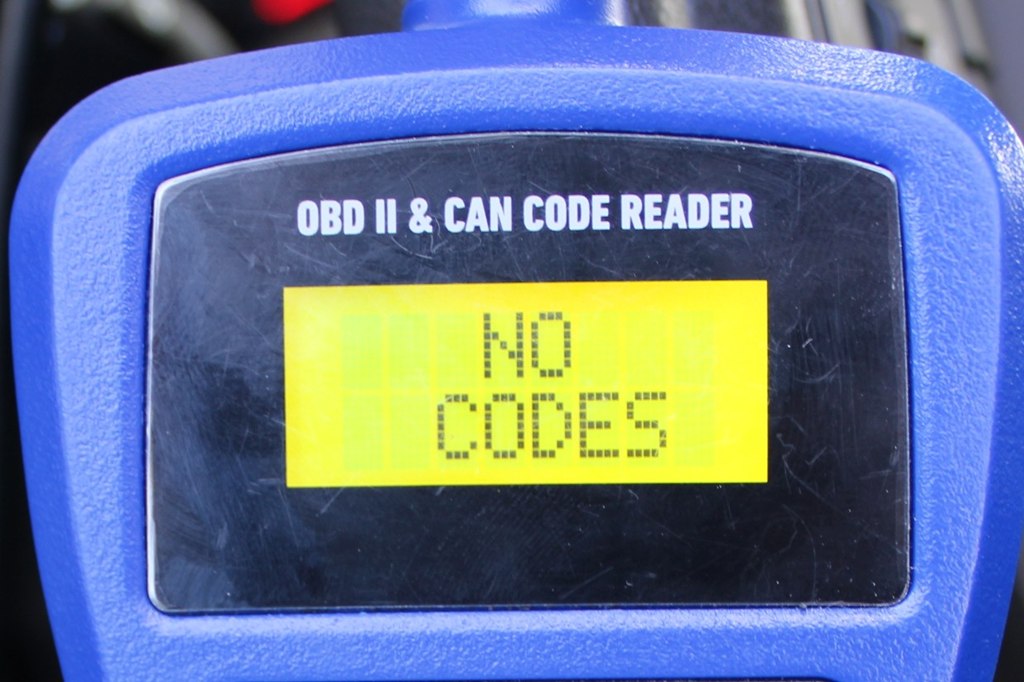 OBD II & CAN CODE READER
NO
CODES